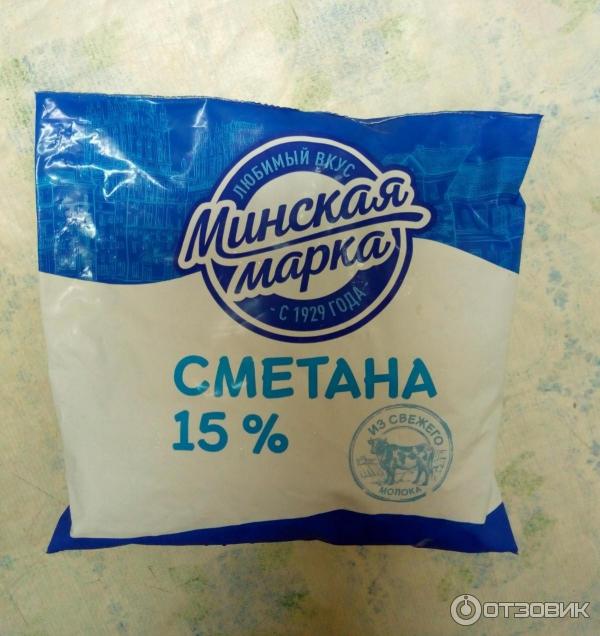 ЛЮБИМЫЙ ВКУС
Минская
марка
- С 1929 ГОДА -
СМЕТАНА
15 %
ИЗ СВЕЖЕГО
МОЛОКА
ОТЗОВИК